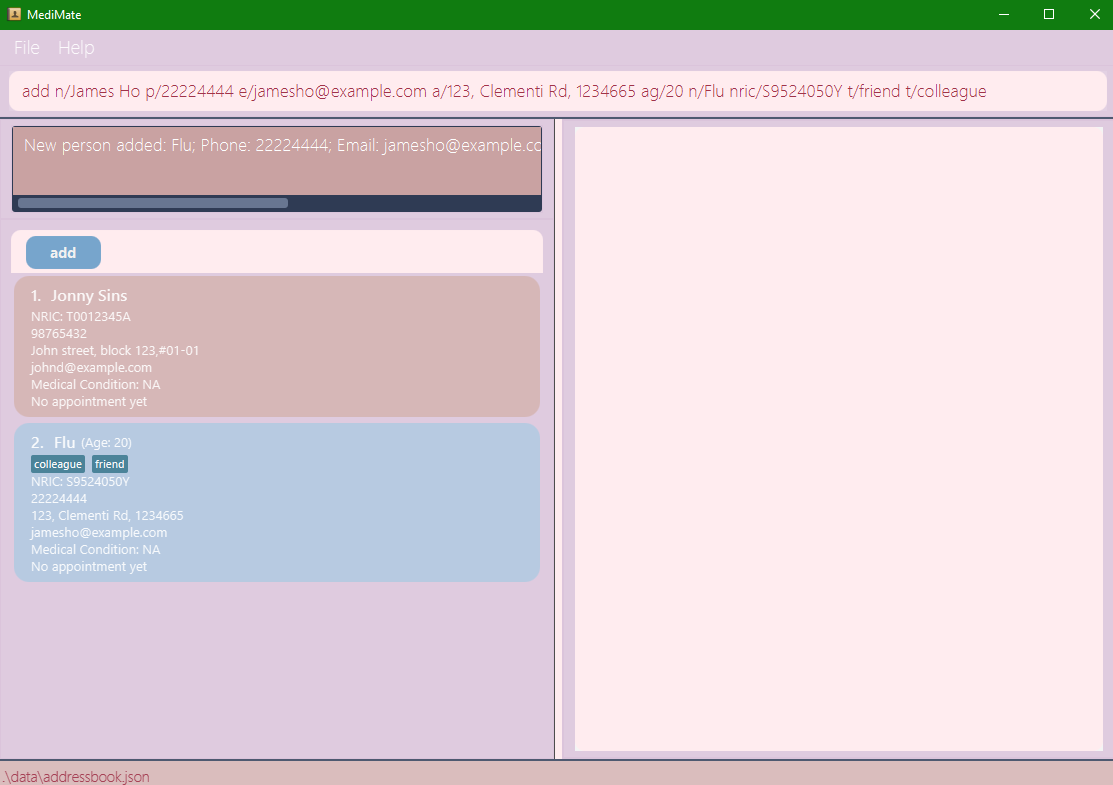 MediMate
File Help
add n/James Ho p/22224444 e/jamesho@example.com a/123, Clementi Rd, 1234665 ag/20 n/Flu nric/S9524050Y t/friend t/colleague
New person added: Flu; Phone: 22224444; Email: jamesho@example.co
add
1. Jonny Sins
NRIC: T0012345A
98765432
John street, block 123,#01-01
johnd@example.com
Medical Condition: NA
No appointment yet
2. Flu (Age: 20)
colleague friend
NRIC: S9524050Y
22224444
123, Clementi Rd, 1234665
jamesho@example.com
Medical Condition: NA
No appointment yet
.\data\addressbook.json